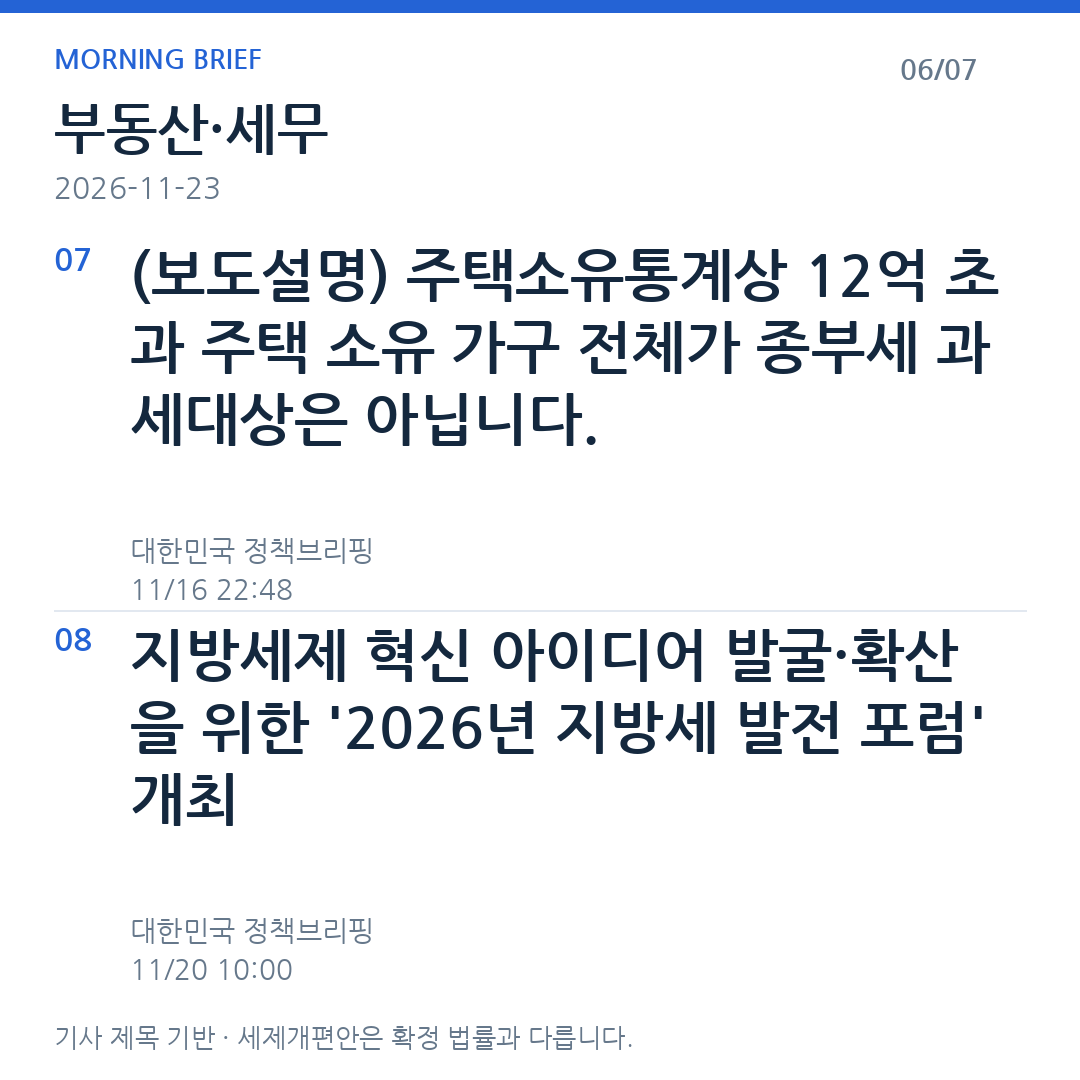 MORNING BRIEF
06/07
부동산·세무
2026-11-23
07
(보도설명) 주택소유통계상 12억 초
과 주택 소유 가구 전체가 종부세 과
세대상은 아닙니다.
대한민국 정책브리핑
11/16 22:48
08
지방세제 혁신 아이디어 발굴·확산
을 위한 '2026년 지방세 발전 포럼'
개최
대한민국 정책브리핑
11/20 10:00
기사 제목 기반 · 세제개편안은 확정 법률과 다릅니다.